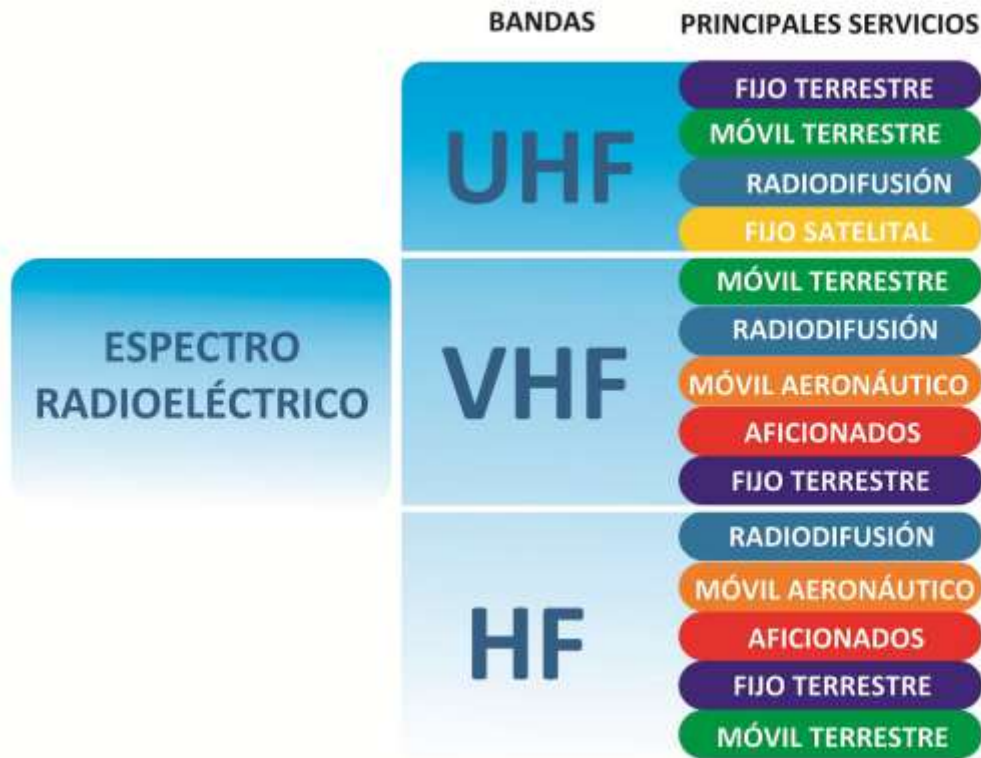 BANDAS
PRINCIPALES SERVICIOS
ESPECTRO
RADIOELÉCTRICO
UHF
FIJO TERRESTRE
MÓVIL TERRESTRE
RADIODIFUSIÓN
FIJO SATELITAL
VHF
MÓVIL TERRESTRE
RADIODIFUSIÓN
MÓVIL AERONÁUTICO
AFICIONADOS
FIJO TERRESTRE
HF
RADIODIFUSIÓN
MÓVIL AERONÁUTICO
AFICIONADOS
FIJO TERRESTRE
MÓVIL TERRESTRE